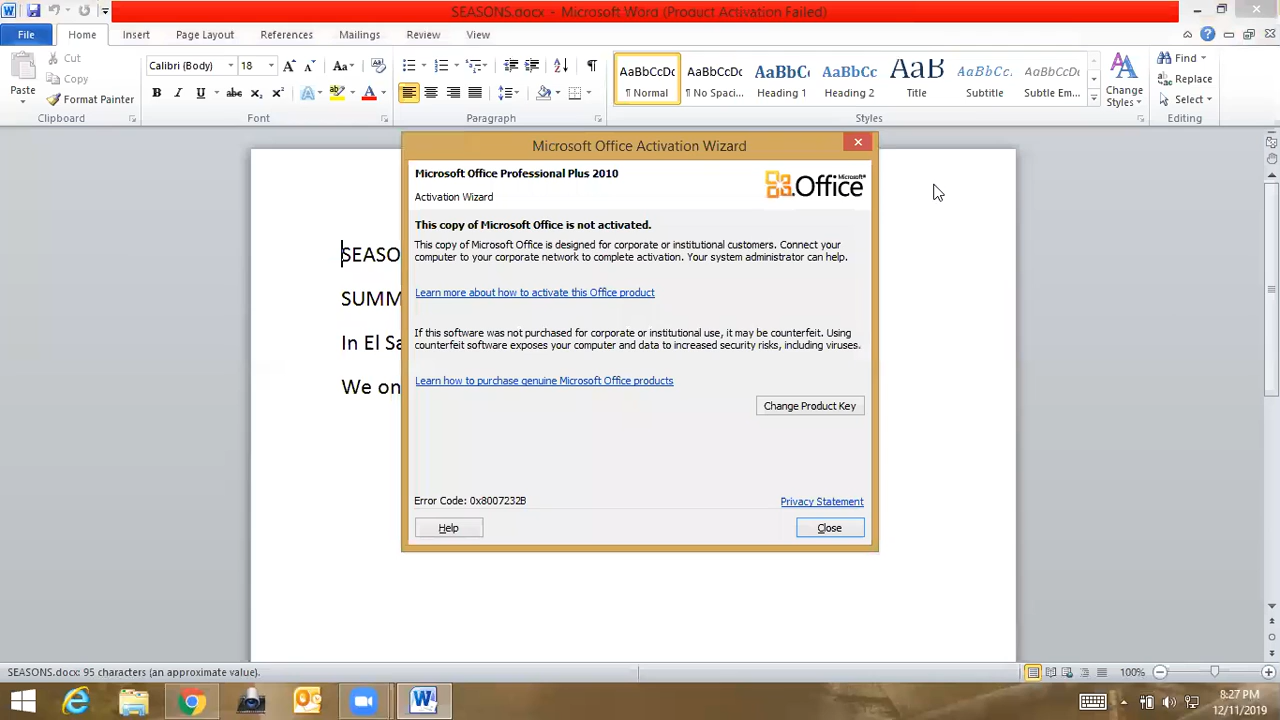 SEASONS.docx - Microsoft Word (Product Activation Failed)
File Home Insert Page Layout References Mailings Review View
Cut
Copy
Format Painter
Paste
Clipboard
Calibri (Body) 18
B I U abc x₂ x²
Font
Paragraph
AaBbCcDc AaBbCcDc AaBbCc AaBbCc AaB AaBbCc. AaBbCcDc
¶ Normal ¶ No Spaci... Heading 1 Heading 2 Title Subtitle Subtle Em...
Change
Styles
Styles
Find
Replace
Select
Editing
Microsoft Office Activation Wizard
Microsoft Office Professional Plus 2010
Activation Wizard
Microsoft®
Office
This copy of Microsoft Office is not activated.
This copy of Microsoft Office is designed for corporate or institutional customers. Connect your
computer to your corporate network to complete activation. Your system administrator can help.
Learn more about how to activate this Office product
If this software was not purchased for corporate or institutional use, it may be counterfeit. Using
counterfeit software exposes your computer and data to increased security risks, including viruses.
Learn how to purchase genuine Microsoft Office products
Change Product Key
Error Code: 0x8007232B
Privacy Statement
Help
Close
SEASO
SUMM
In El Sa
We on
SEASONS.docx: 95 characters (an approximate value).
100%
8:27 PM
12/11/2019